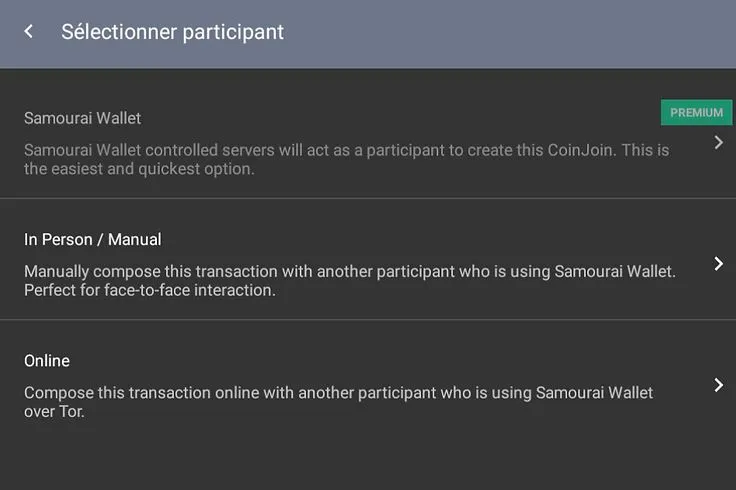 Sélectionner participant
PREMIUM
Samourai Wallet
Samourai Wallet controlled servers will act as a participant to create this CoinJoin. This is
the easiest and quickest option.
In Person / Manual
Manually compose this transaction with another participant who is using Samourai Wallet.
Perfect for face-to-face interaction.
Online
Compose this transaction online with another participant who is using Samourai Wallet
over Tor.